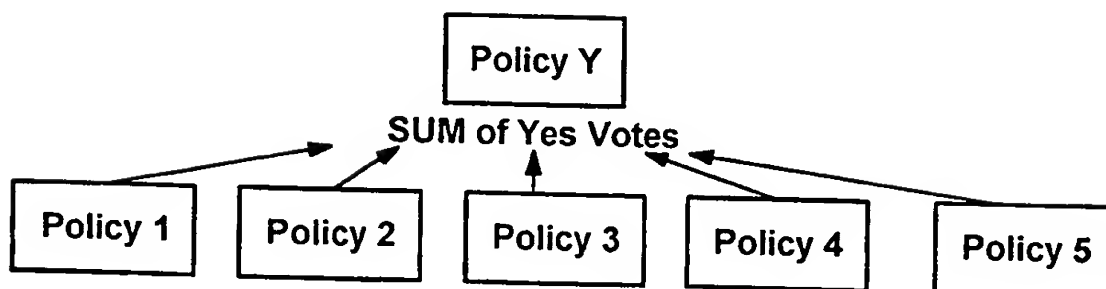 Policy Y
SUM of Yes Votes
Policy 1
Policy 2
Policy 3
Policy 4
Policy 5